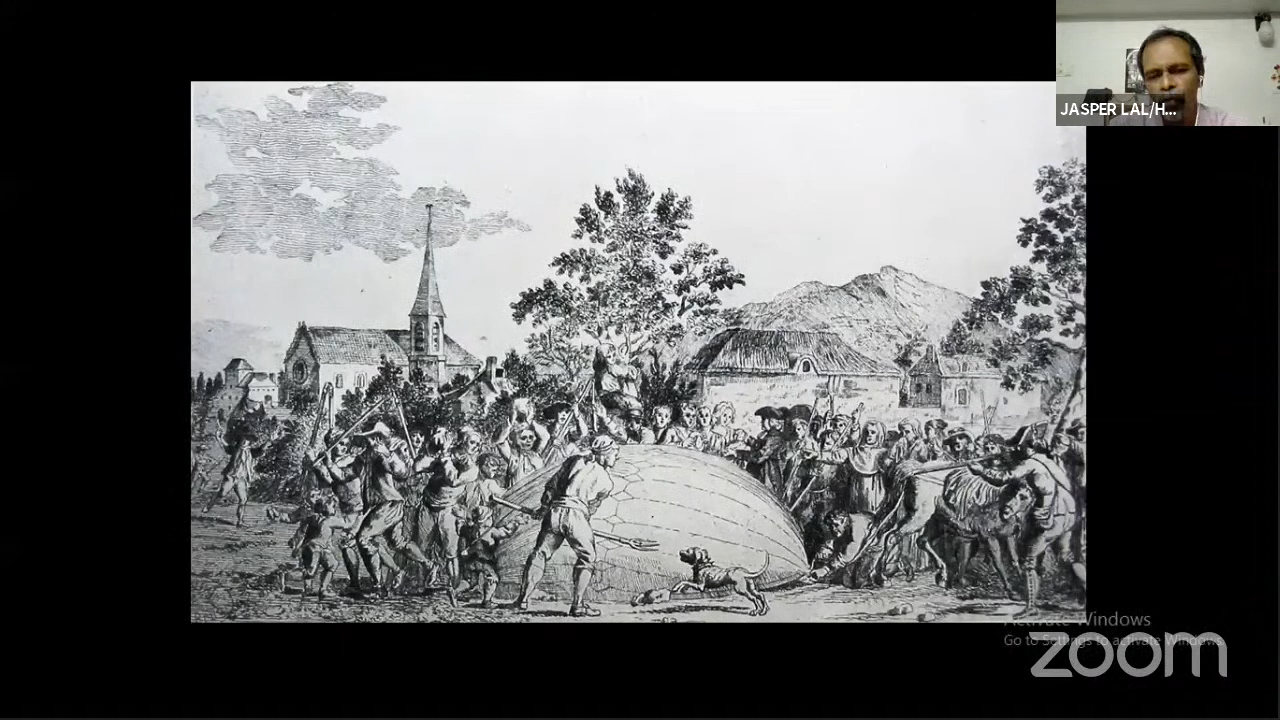 JASPER LAL/H...
Activate Windows
Go to Settings to activate Windows.
zoom